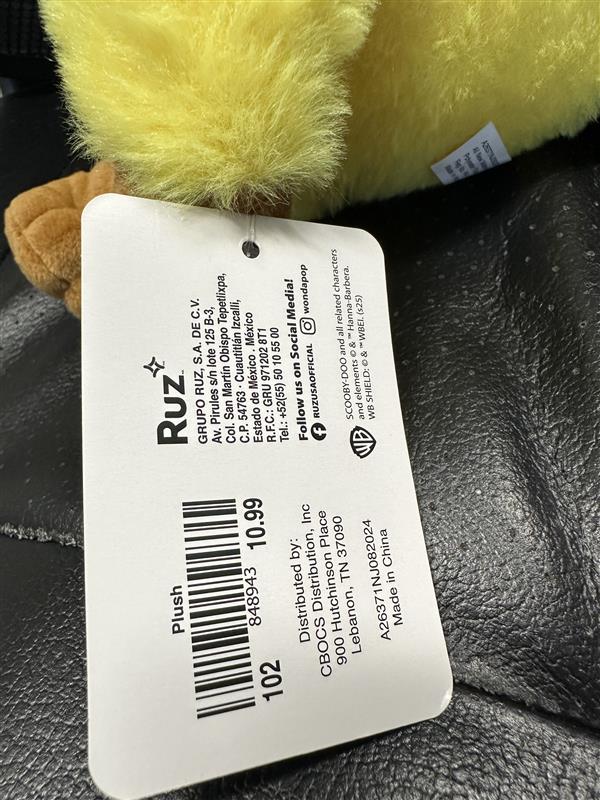 RUZ™
GRUPO RUZ, S.A. DE C.V.
Av. Pirules s/n lote 125 B-3,
Col. San Martín Obispo Tepetlixpa,
C.P. 54763 · Cuautitlán Izcalli,
Estado de México · México
R.F.C.: GRU 971202 8T1
Tel.: +52(55) 50 10 55 00
Follow us on Social Media!
RUZUSAOFFICIAL wondapop
SCOOBY-DOO and all related characters
and elements © & ™ Hanna-Barbera.
WB SHIELD: © & ™ WBEI. (s25)
Plush
848943 10.99
102
Distributed by:
CBOCS Distribution, Inc
900 Hutchinson Place
Lebanon, TN 37090
A26371NJ082024
Made in China